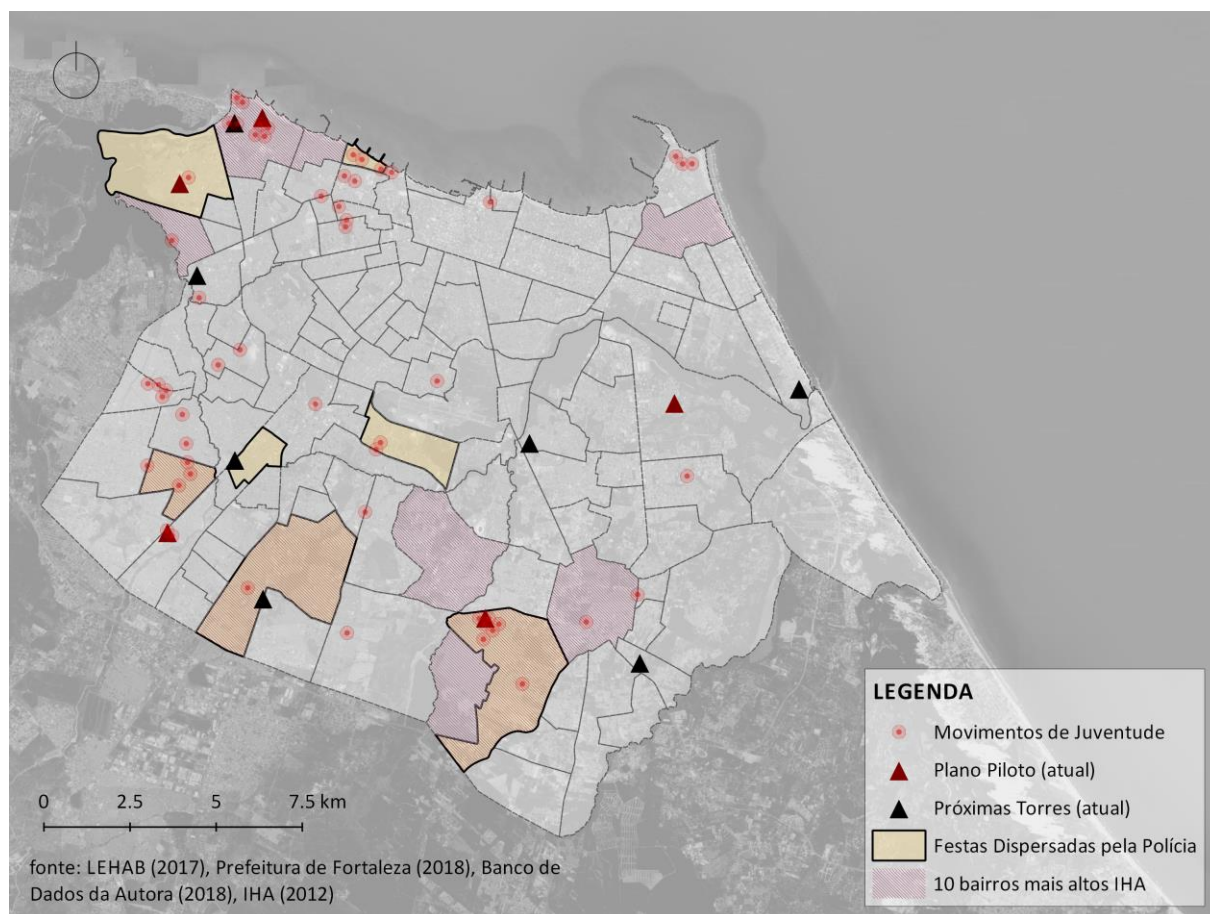 LEGENDA
Movimentos de Juventude
Plano Piloto (atual)
Próximas Torres (atual)
Festas Dispersadas pela Polícia
10 bairros mais altos IHA
0 2.5 5 7.5 km
fonte: LEHAB (2017), Prefeitura de Fortaleza (2018), Banco de
Dados da Autora (2018), IHA (2012)